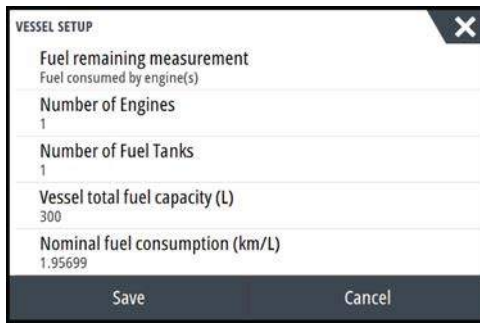 VESSEL SETUP
Fuel remaining measurement
Fuel consumed by engine(s)
Number of Engines
1
Number of Fuel Tanks
1
Vessel total fuel capacity (L)
300
Nominal fuel consumption (km/L)
1.95699
Save Cancel